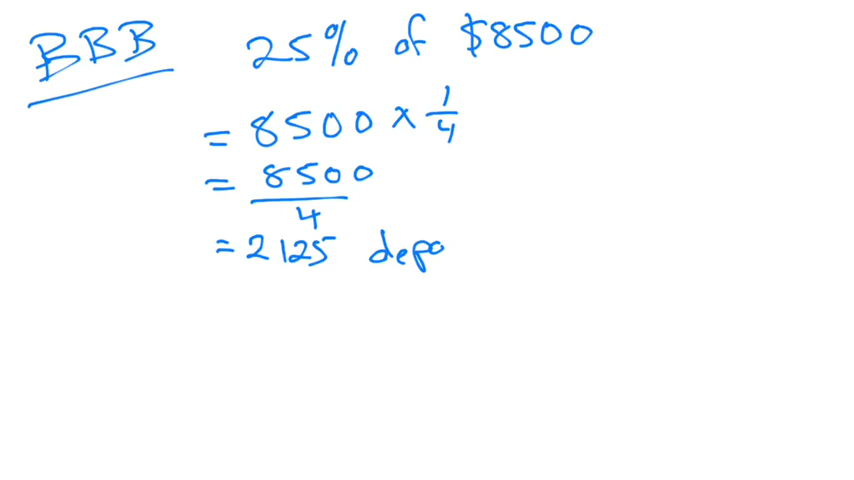 BBB 25% of $8500
= 8500 × 1/4
= 8500/4
= 2125 depo